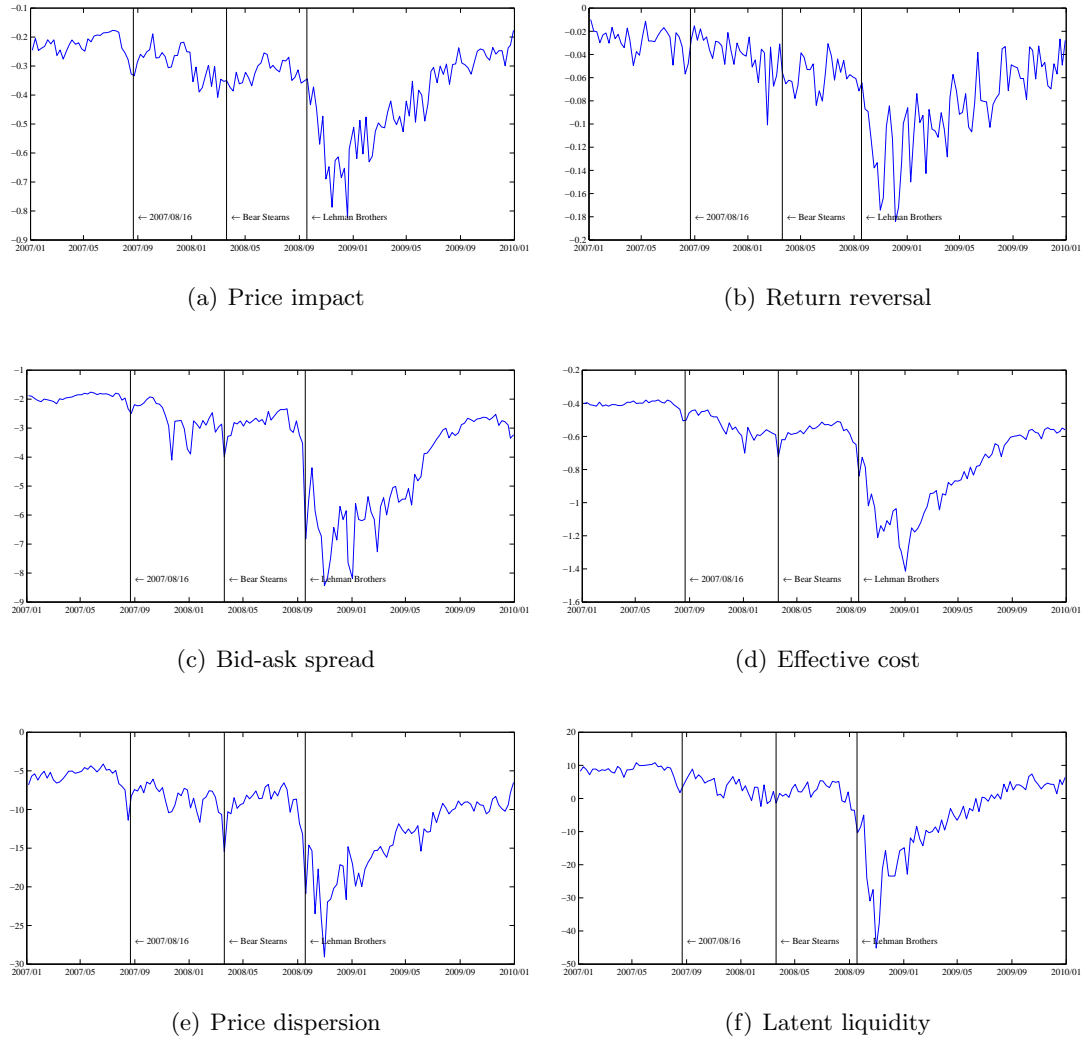 −0.1 0
−0.2 −0.02
−0.3 −0.04
−0.4 −0.06
−0.5 −0.08
−0.6 −0.1
−0.7 −0.12
−0.8 −0.14
−0.9 −0.16
−0.18
−0.2
← 2007/08/16 ← Bear Stearns ← Lehman Brothers
← 2007/08/16 ← Bear Stearns ← Lehman Brothers
2007/01 2007/05 2007/09 2008/01 2008/05 2008/09 2009/01 2009/05 2009/09 2010/01
2007/01 2007/05 2007/09 2008/01 2008/05 2008/09 2009/01 2009/05 2009/09 2010/01
(a) Price impact
(b) Return reversal
−1 −0.2
−2 −0.4
−3 −0.6
−4 −0.8
−5 −1
−6 −1.2
−7 −1.4
−8 −1.6
−9
← 2007/08/16 ← Bear Stearns ← Lehman Brothers
← 2007/08/16 ← Bear Stearns ← Lehman Brothers
2007/01 2007/05 2007/09 2008/01 2008/05 2008/09 2009/01 2009/05 2009/09 2010/01
2007/01 2007/05 2007/09 2008/01 2008/05 2008/09 2009/01 2009/05 2009/09 2010/01
(c) Bid-ask spread
(d) Effective cost
0 20
−5 10
−10 0
−15 −10
−20 −20
−25 −30
−30 −40
−50
← 2007/08/16 ← Bear Stearns ← Lehman Brothers
← 2007/08/16 ← Bear Stearns ← Lehman Brothers
2007/01 2007/05 2007/09 2008/01 2008/05 2008/09 2009/01 2009/05 2009/09 2010/01
2007/01 2007/05 2007/09 2008/01 2008/05 2008/09 2009/01 2009/05 2009/09 2010/01
(e) Price dispersion
(f) Latent liquidity